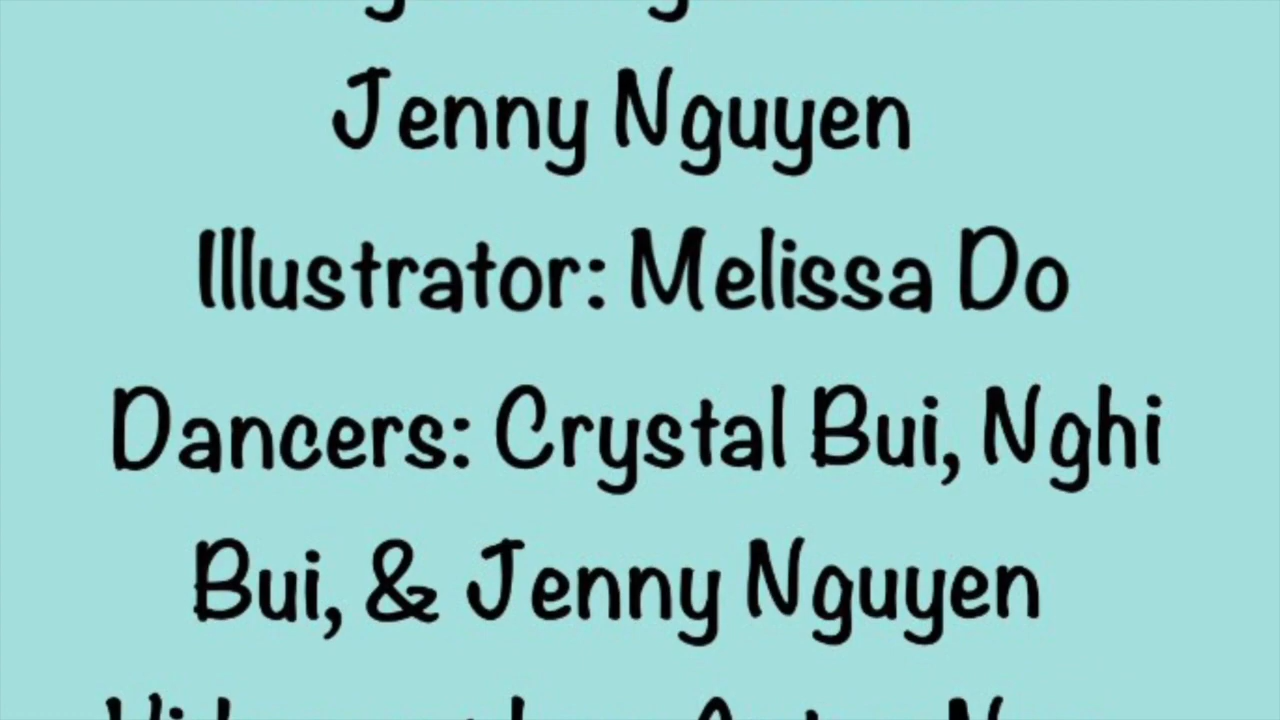 Jenny Nguyen
Illustrator: Melissa Do
Dancers: Crystal Bui, Nghi
Bui, & Jenny Nguyen